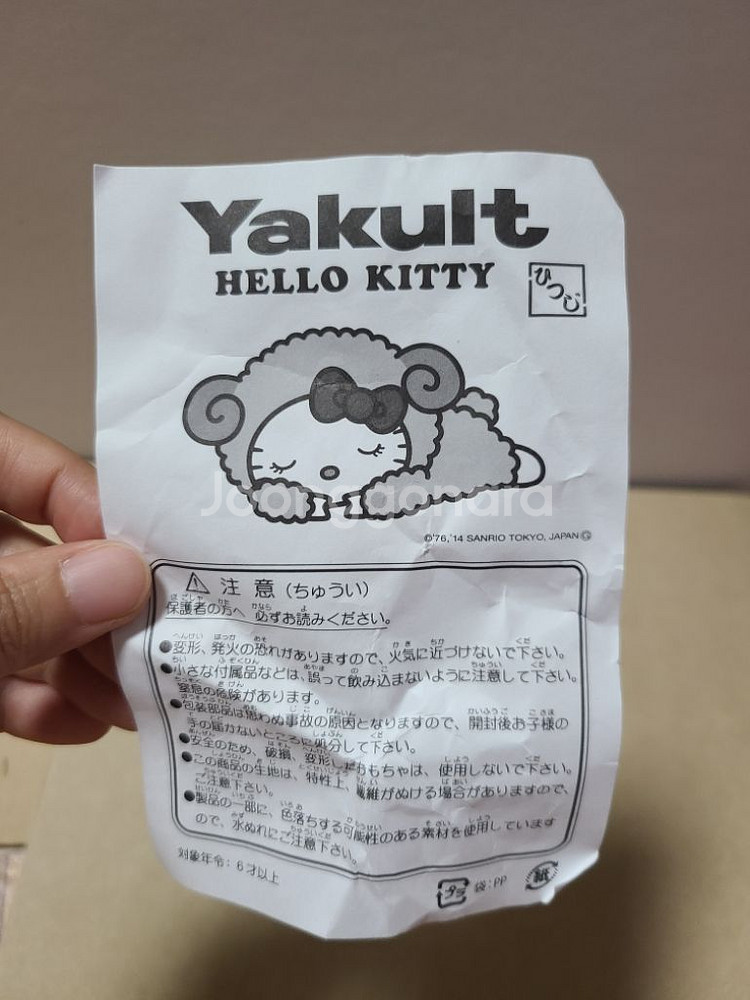 Yakult
HELLO KITTY
ひつじ
Joonggonara
©'76,'14 SANRIO TOKYO, JAPAN Ⓖ
注意(ちゅうい)
保護者の方へ 必ずお読みください。
●変形、発火の恐れがありますので、火気に近づけないで下さい。
●小さな付属品などは、誤って飲み込まないように注意して下さい。
窒息の危険があります。
●包装部品は思わぬ事故の原因となりますので、開封後お子様の
手の届かないところに処分して下さい。
●安全のため、破損、変形したおもちゃは、使用しないで下さい。
●この商品の生地は、特性上、繊維がぬける場合がありますので、
ご注意下さい。
●製品の一部に、色落ちする可能性のある素材を使用しています
ので、水ぬれにご注意下さい。
対象年令:6才以上
プラ 袋:PP 紙